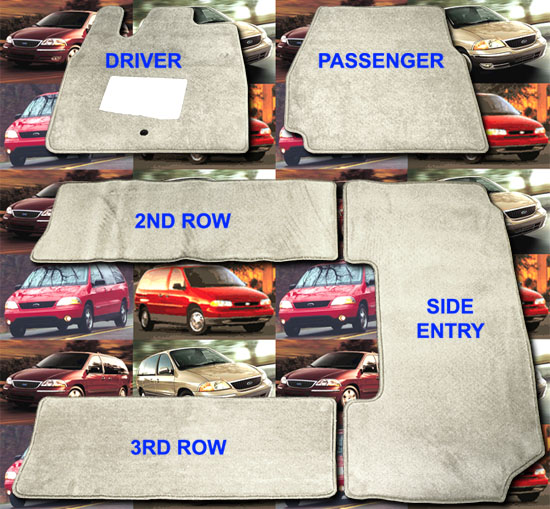 DRIVER
PASSENGER
2ND ROW
SIDE
ENTRY
3RD ROW